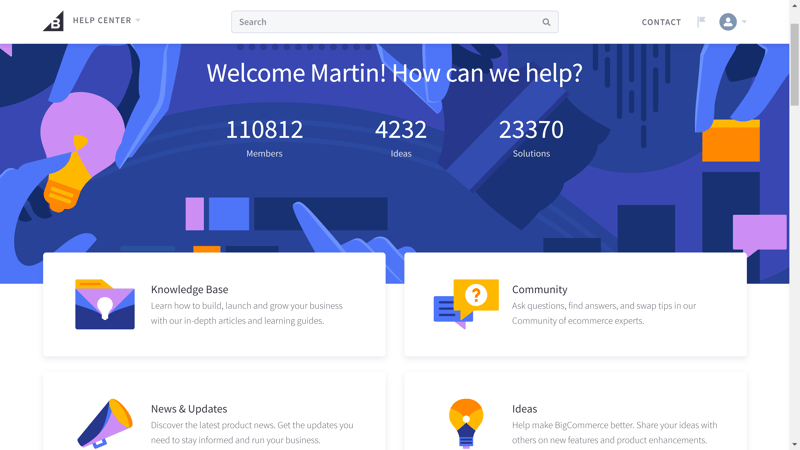 B
HELP CENTER
Search
CONTACT
Welcome Martin! How can we help?
110812
Members
4232
Ideas
23370
Solutions
Knowledge Base
Learn how to build, launch and grow your business
with our in-depth articles and learning guides.
?
Community
Ask questions, find answers, and swap tips in our
Community of ecommerce experts.
News & Updates
Discover the latest product news. Get the updates you
need to stay informed and run your business.
Ideas
Help make BigCommerce better. Share your ideas with
others on new features and product enhancements.